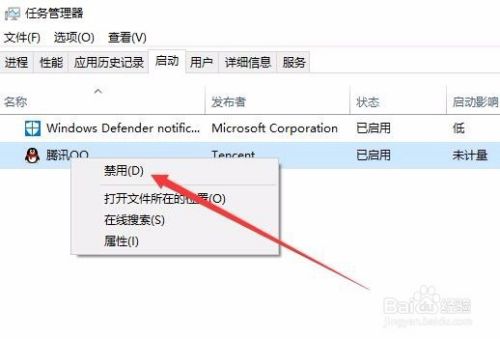 任务管理器
文件(F) 选项(O) 查看(V)
进程 性能 应用历史记录 启动 用户 详细信息 服务
名称 发布者 状态 启动影响
Windows Defender notific... Microsoft Corporation 已启用 低
腾讯QQ Tencent 已启用 未计量
禁用(D)
打开文件所在的位置(O)
在线搜索(S)
属性(I)
Baidu 经验
jingyan.baidu.com